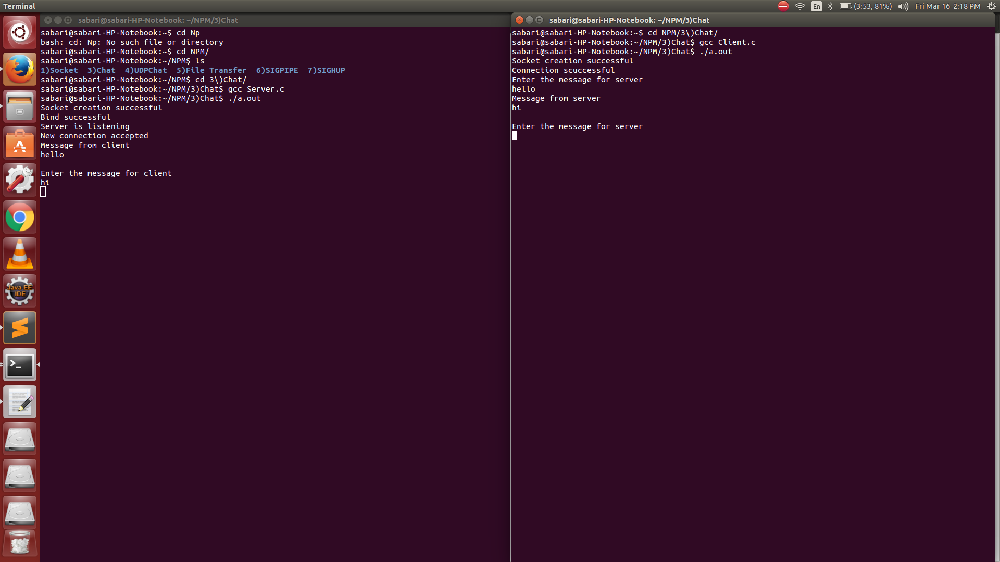 Terminal
En
(3:53, 81%)
Fri Mar 16 2:18 PM
sabari@sabari-HP-Notebook: ~/NPM/3)Chat
sabari@sabari-HP-Notebook:~$ cd Np
bash: cd: Np: No such file or directory
sabari@sabari-HP-Notebook:~$ cd NPM/
sabari@sabari-HP-Notebook:~/NPM$ ls
1)Socket  3)Chat  4)UDPChat  5)File Transfer  6)SIGPIPE  7)SIGHUP
sabari@sabari-HP-Notebook:~/NPM$ cd 3\)Chat/
sabari@sabari-HP-Notebook:~/NPM/3)Chat$ gcc Server.c
sabari@sabari-HP-Notebook:~/NPM/3)Chat$ ./a.out
Socket creation successful
Bind successful
Server is listening
New connection accepted
Message from client
hello
Enter the message for client
hi
sabari@sabari-HP-Notebook: ~/NPM/3)Chat
sabari@sabari-HP-Notebook:~$ cd NPM/3\)Chat/
sabari@sabari-HP-Notebook:~/NPM/3)Chat$ gcc Client.c
sabari@sabari-HP-Notebook:~/NPM/3)Chat$ ./a.out
Socket creation successful
Connection scuccessful
Enter the message for server
hello
Message from server
hi
Enter the message for server
Java EE
IDE